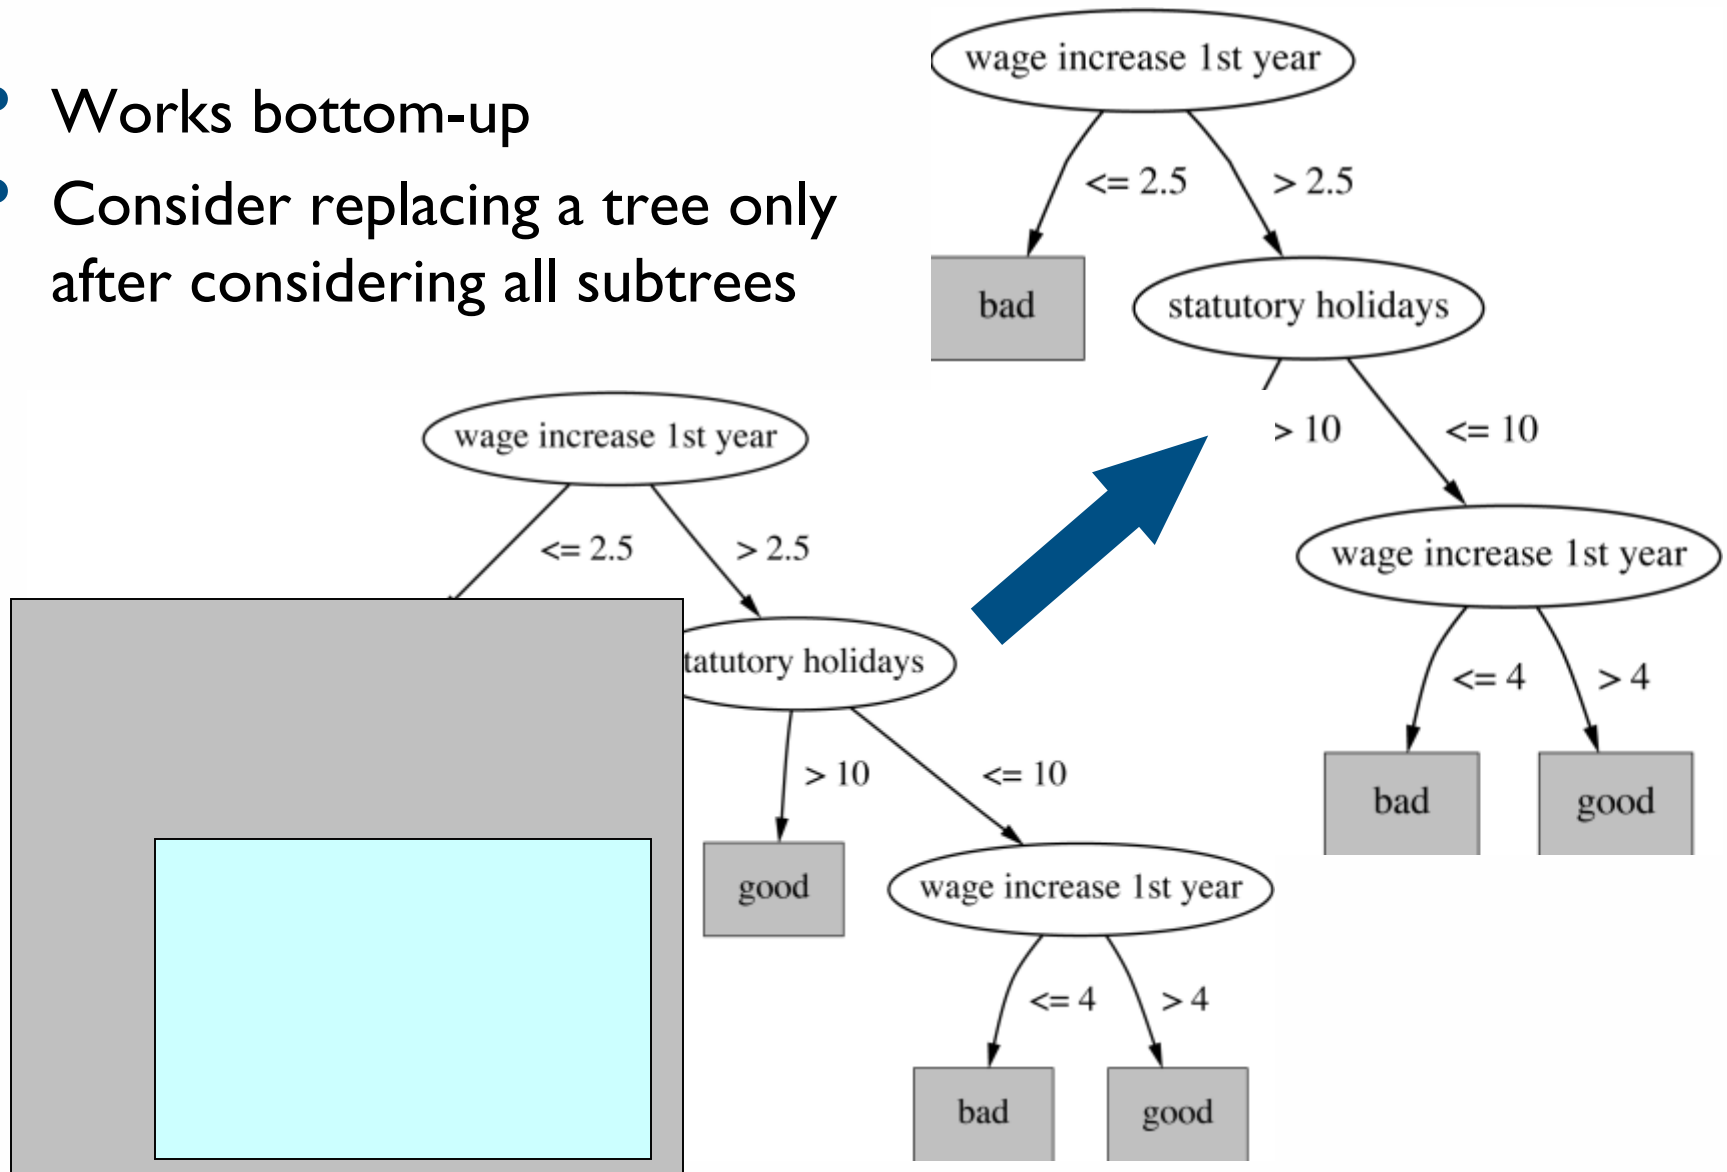 Works bottom-up
Consider replacing a tree only
after considering all subtrees
wage increase 1st year
<= 2.5
> 2.5
bad
statutory holidays
> 10
<= 10
wage increase 1st year
<= 4
> 4
bad
good
wage increase 1st year
<= 2.5
> 2.5
tatutory holidays
> 10
<= 10
good
wage increase 1st year
<= 4
> 4
bad
good